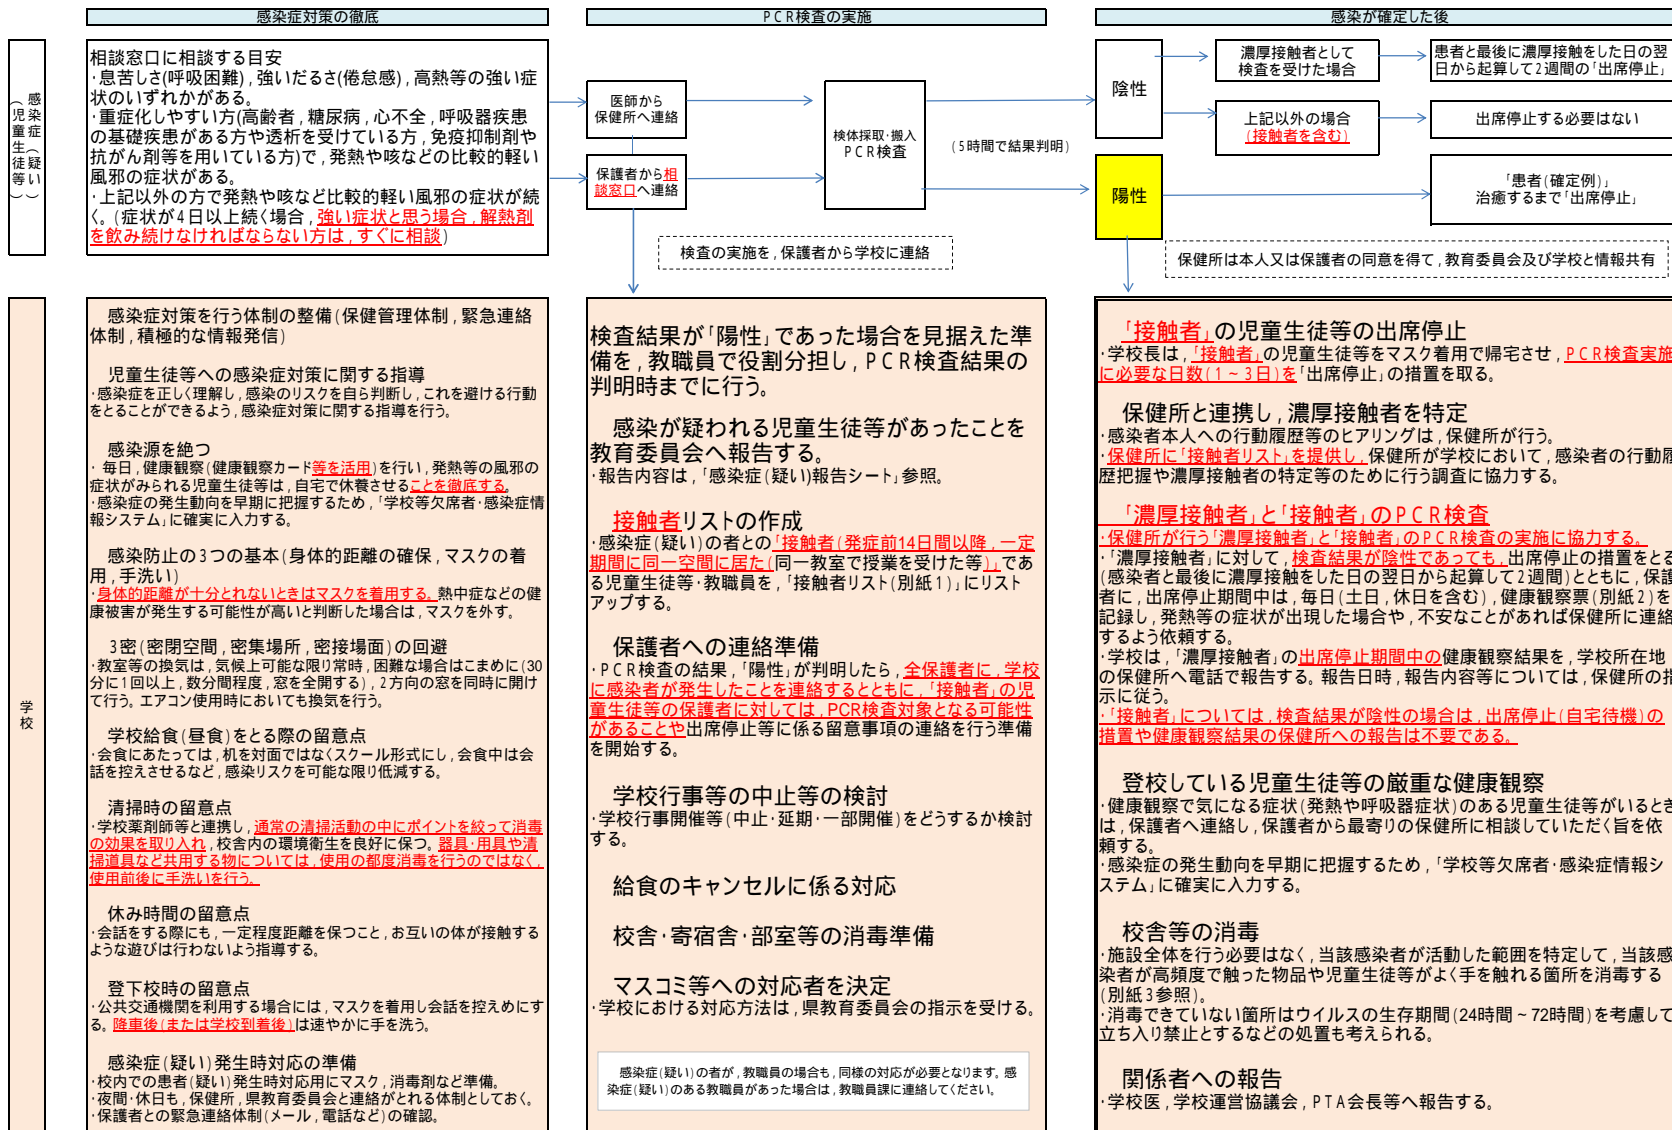 感染症対策の徹底
PCR検査の実施
感染が確定した後
感染症(疑い)
(児童生徒等)
相談窓口に相談する目安
・息苦しさ(呼吸困難),強いだるさ(倦怠感),高熱等の強い症
状のいずれかがある。
・重症化しやすい方(高齢者,糖尿病,心不全,呼吸器疾患
の基礎疾患がある方や透析を受けている方,免疫抑制剤や
抗がん剤等を用いている方)で,発熱や咳などの比較的軽い
風邪の症状がある。
・上記以外の方で発熱や咳など比較的軽い風邪の症状が続
く。(症状が4日以上続く場合,強い症状と思う場合,解熱剤
を飲み続けなければならない方は,すぐに相談)
医師から
保健所へ連絡
保護者から相
談窓口へ連絡
検体採取・搬入
PCR検査
(5時間で結果判明)
検査の実施を,保護者から学校に連絡
陰性
陽性
濃厚接触者として
検査を受けた場合
患者と最後に濃厚接触をした日の翌
日から起算して2週間の「出席停止」
上記以外の場合
(接触者を含む)
出席停止する必要はない
「患者(確定例)」
治癒するまで「出席停止」
保健所は本人又は保護者の同意を得て,教育委員会及び学校と情報共有
学校
感染症対策を行う体制の整備(保健管理体制,緊急連絡
体制,積極的な情報発信)
児童生徒等への感染症対策に関する指導
・感染症を正しく理解し,感染のリスクを自ら判断し,これを避ける行動
をとることができるよう,感染症対策に関する指導を行う。
感染源を絶つ
・毎日,健康観察(健康観察カード等を活用)を行い,発熱等の風邪の
症状がみられる児童生徒等は,自宅で休養させることを徹底する。
・感染症の発生動向を早期に把握するため,「学校等欠席者・感染症情
報システム」に確実に入力する。
感染防止の3つの基本(身体的距離の確保,マスクの着
用,手洗い)
・身体的距離が十分とれないときはマスクを着用する。熱中症などの健
康被害が発生する可能性が高いと判断した場合は,マスクを外す。
3密(密閉空間,密集場所,密接場面)の回避
・教室等の換気は,気候上可能な限り常時,困難な場合はこまめに(30
分に1回以上,数分間程度,窓を全開する),2方向の窓を同時に開け
て行う。エアコン使用時においても換気を行う。
学校給食(昼食)をとる際の留意点
・会食にあたっては,机を対面ではなくスクール形式にし,会食中は会
話を控えさせるなど,感染リスクを可能な限り低減する。
清掃時の留意点
・学校薬剤師等と連携し,通常の清掃活動の中にポイントを絞って消毒
の効果を取り入れ,校舎内の環境衛生を良好に保つ。器具・用具や清
掃道具など共用する物については,使用の都度消毒を行うのではなく,
使用前後に手洗いを行う。
休み時間の留意点
・会話をする際にも,一定程度距離を保つこと,お互いの体が接触する
ような遊びは行わないよう指導する。
登下校時の留意点
・公共交通機関を利用する場合には,マスクを着用し会話を控えめにす
る。降車後(または学校到着後)は速やかに手を洗う。
感染症(疑い)発生時対応の準備
・校内での患者(疑い)発生時対応用にマスク,消毒剤など準備。
・夜間・休日も,保健所,県教育委員会と連絡がとれる体制としておく。
・保護者との緊急連絡体制(メール,電話など)の確認。
検査結果が「陽性」であった場合を見据えた準
備を,教職員で役割分担し,PCR検査結果の
判明時までに行う。
感染が疑われる児童生徒等があったことを
教育委員会へ報告する。
・報告内容は,「感染症(疑い)報告シート」参照。
接触者リストの作成
・感染症(疑い)の者との「接触者(発症前14日間以降,一定
期間に同一空間に居た(同一教室で授業を受けた等)」であ
る児童生徒等・教職員を,「接触者リスト(別紙1)」にリスト
アップする。
保護者への連絡準備
・PCR検査の結果,「陽性」が判明したら,全保護者に,学校
に感染者が発生したことを連絡するとともに,「接触者」の児
童生徒等の保護者に対しては,PCR検査対象となる可能性
があることや出席停止等に係る留意事項の連絡を行う準備
を開始する。
学校行事等の中止等の検討
・学校行事開催等(中止・延期・一部開催)をどうするか検討
する。
給食のキャンセルに係る対応
校舎・寄宿舎・部室等の消毒準備
マスコミ等への対応者を決定
・学校における対応方法は,県教育委員会の指示を受ける。
感染症(疑い)の者が,教職員の場合も,同様の対応が必要となります。感
染症(疑い)のある教職員があった場合は,教職員課に連絡してください。
「接触者」の児童生徒等の出席停止
・学校長は,「接触者」の児童生徒等をマスク着用で帰宅させ,PCR検査実施
に必要な日数(1~3日)を「出席停止」の措置を取る。
保健所と連携し,濃厚接触者を特定
・感染者本人への行動履歴等のヒアリングは,保健所が行う。
・保健所に「接触者リスト」を提供し,保健所が学校において,感染者の行動履
歴把握や濃厚接触者の特定等のために行う調査に協力する。
「濃厚接触者」と「接触者」のPCR検査
・保健所が行う「濃厚接触者」と「接触者」のPCR検査の実施に協力する。
・「濃厚接触者」に対して,検査結果が陰性であっても,出席停止の措置をとる
(感染者と最後に濃厚接触をした日の翌日から起算して2週間)とともに,保護
者に,出席停止期間中は,毎日(土日,休日を含む),健康観察票(別紙2)を
記録し,発熱等の症状が出現した場合や,不安なことがあれば保健所に連絡
するよう依頼する。
・学校は,「濃厚接触者」の出席停止期間中の健康観察結果を,学校所在地
の保健所へ電話で報告する。報告日時,報告内容等については,保健所の指
示に従う。
・「接触者」については,検査結果が陰性の場合は,出席停止(自宅待機)の
措置や健康観察結果の保健所への報告は不要である。
登校している児童生徒等の厳重な健康観察
・健康観察で気になる症状(発熱や呼吸器症状)のある児童生徒等がいるとき
は,保護者へ連絡し,保護者から最寄りの保健所に相談していただく旨を依
頼する。
・感染症の発生動向を早期に把握するため,「学校等欠席者・感染症情報シ
ステム」に確実に入力する。
校舎等の消毒
・施設全体を行う必要はなく,当該感染者が活動した範囲を特定して,当該感
染者が高頻度で触った物品や児童生徒等がよく手を触れる箇所を消毒する
(別紙3参照)。
・消毒できていない箇所はウイルスの生存期間(24時間~72時間)を考慮して
立ち入り禁止とするなどの処置も考えられる。
関係者への報告
・学校医,学校運営協議会,PTA会長等へ報告する。